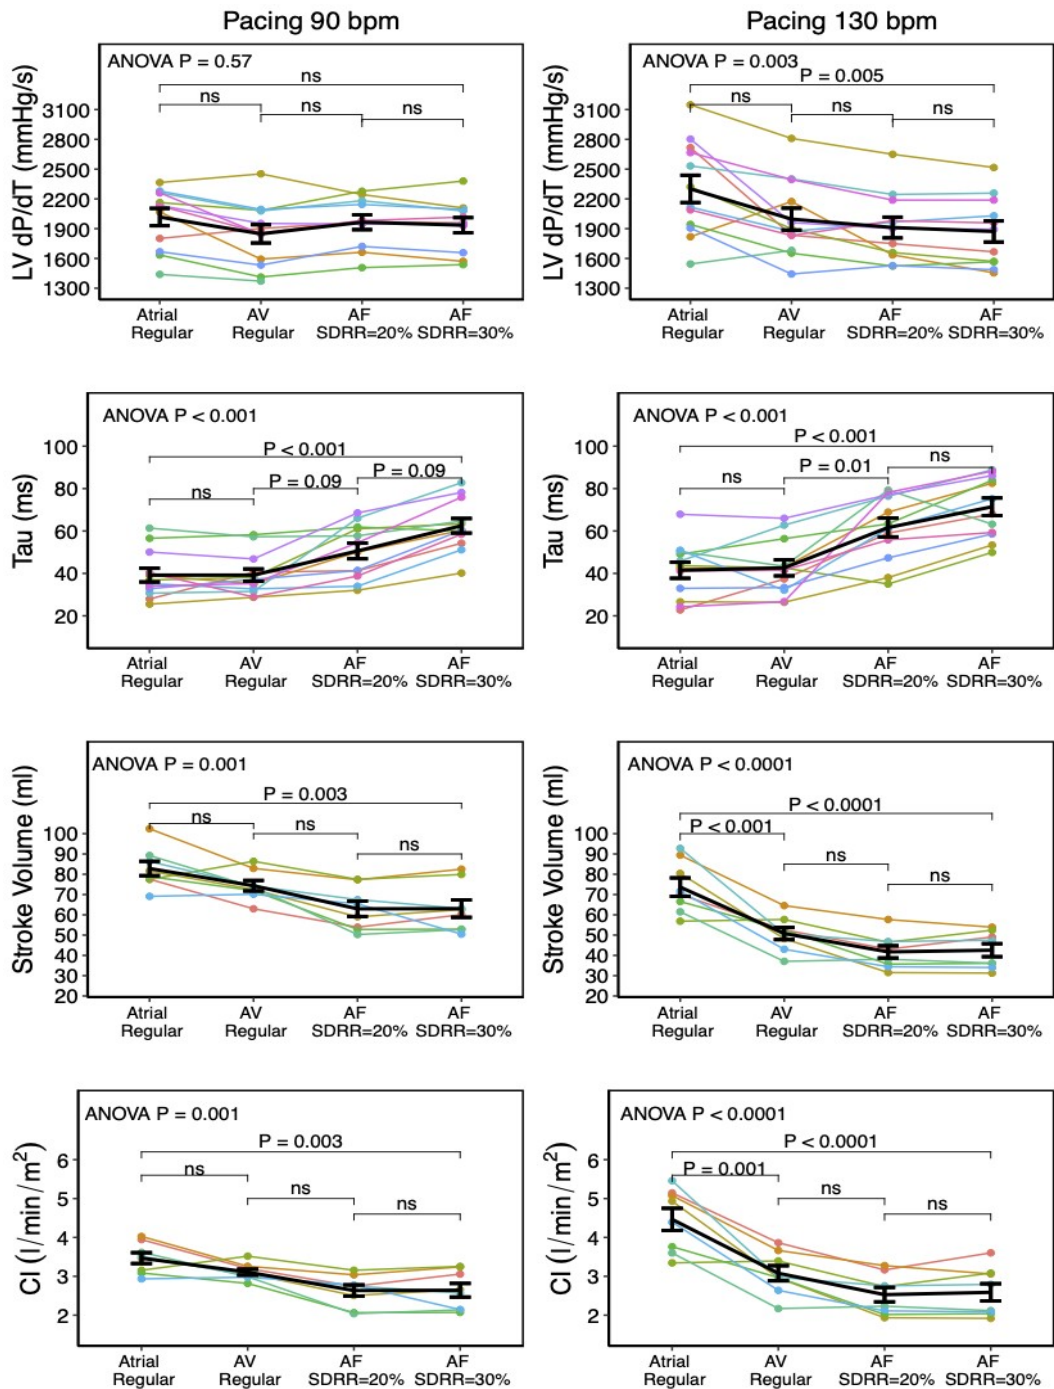 Pacing 90 bpm
Pacing 130 bpm
LV dP/dT (mmHg/s)
ANOVA P = 0.57
ns
ns
ns
ns
3100
2800
2500
2200
1900
1600
1300
Atrial Regular
AV Regular
AF SDRR=20%
AF SDRR=30%
LV dP/dT (mmHg/s)
ANOVA P = 0.003
P = 0.005
ns
ns
ns
3100
2800
2500
2200
1900
1600
1300
Atrial Regular
AV Regular
AF SDRR=20%
AF SDRR=30%
Tau (ms)
ANOVA P < 0.001
P < 0.001
ns
P = 0.09
P = 0.09
100
80
60
40
20
Atrial Regular
AV Regular
AF SDRR=20%
AF SDRR=30%
Tau (ms)
ANOVA P < 0.001
P < 0.001
ns
P = 0.01
ns
100
80
60
40
20
Atrial Regular
AV Regular
AF SDRR=20%
AF SDRR=30%
Stroke Volume (ml)
ANOVA P = 0.001
P = 0.003
ns
ns
ns
100
90
80
70
60
50
40
30
20
Atrial Regular
AV Regular
AF SDRR=20%
AF SDRR=30%
Stroke Volume (ml)
ANOVA P < 0.0001
P < 0.0001
P < 0.001
ns
ns
100
90
80
70
60
50
40
30
20
Atrial Regular
AV Regular
AF SDRR=20%
AF SDRR=30%
CI (l/min/m²)
ANOVA P = 0.001
P = 0.003
ns
ns
ns
6
5
4
3
2
Atrial Regular
AV Regular
AF SDRR=20%
AF SDRR=30%
CI (l/min/m²)
ANOVA P < 0.0001
P < 0.0001
P = 0.001
ns
ns
6
5
4
3
2
Atrial Regular
AV Regular
AF SDRR=20%
AF SDRR=30%